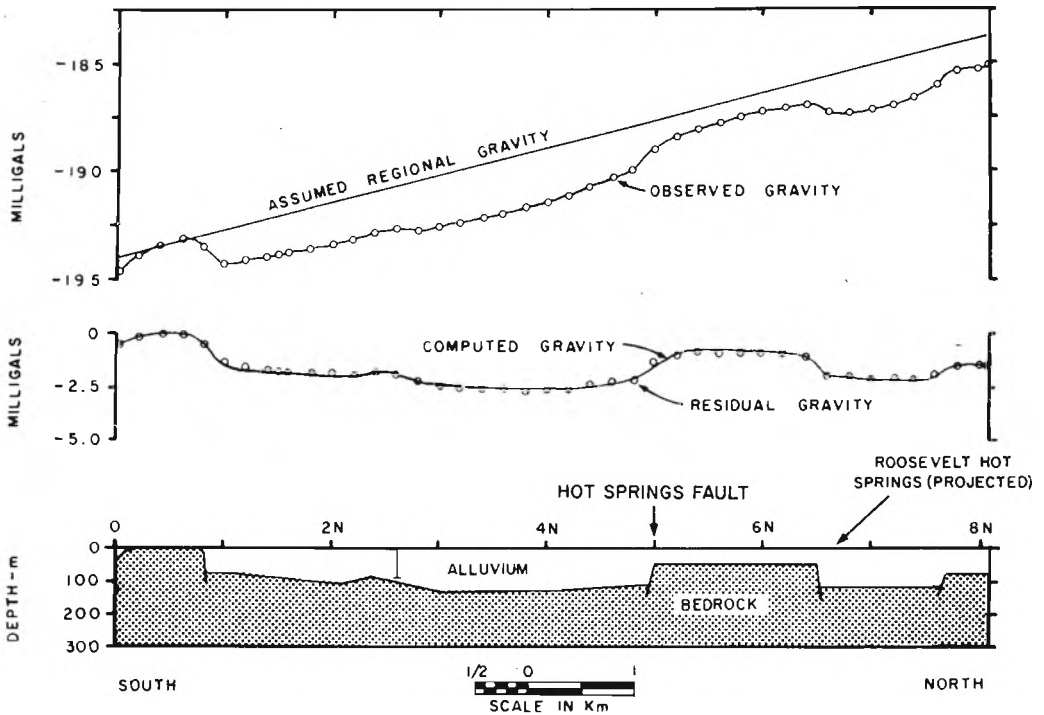 -185
-190
-195
MILLIGALS
ASSUMED REGIONAL GRAVITY
OBSERVED GRAVITY
0
-2.5
-5.0
MILLIGALS
COMPUTED GRAVITY
RESIDUAL GRAVITY
ROOSEVELT HOT
SPRINGS (PROJECTED)
HOT SPRINGS FAULT
0 2N 4N 5N 6N 8N
0
100
200
300
DEPTH-m
ALLUVIUM
BEDROCK
SOUTH
NORTH
1/2 0 1
SCALE IN Km